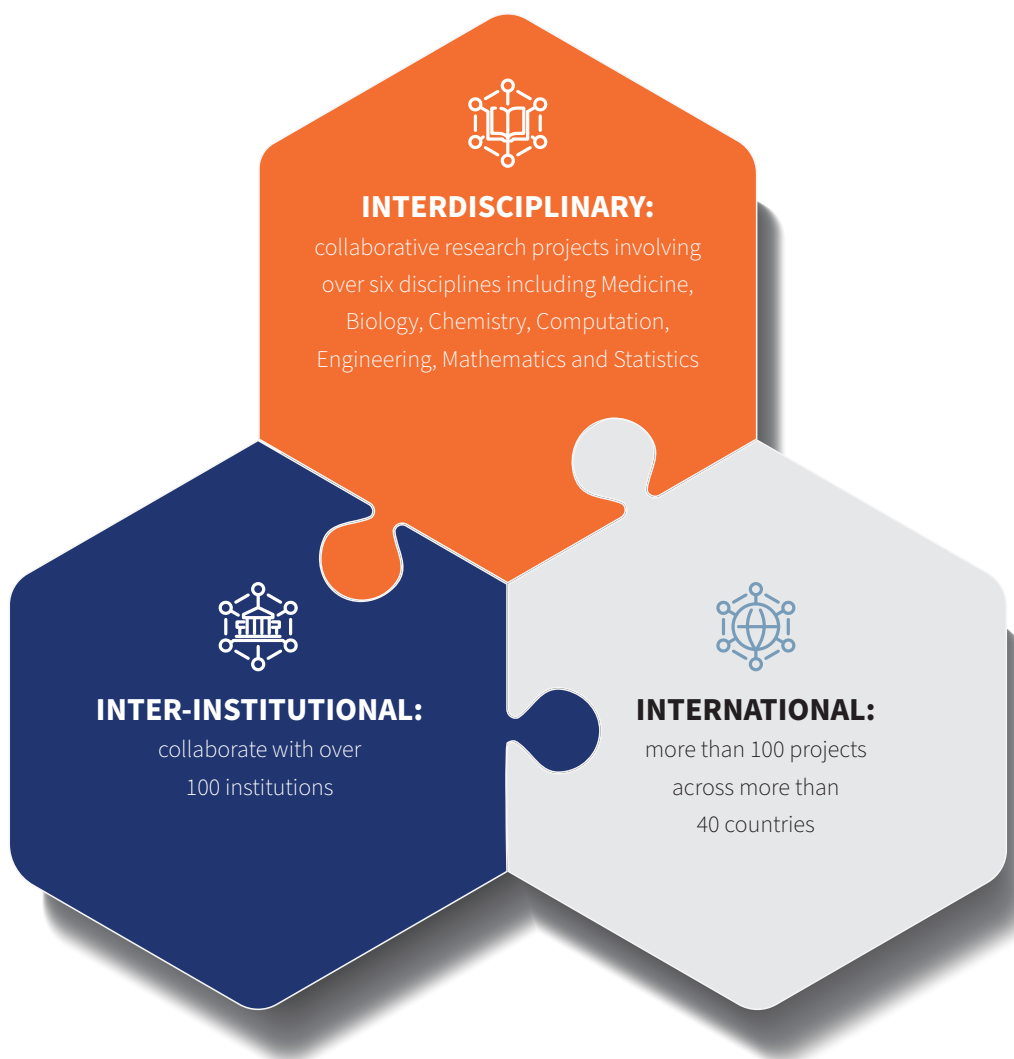 INTERDISCIPLINARY:
collaborative research projects involving
over six disciplines including Medicine,
Biology, Chemistry, Computation,
Engineering, Mathematics and Statistics
INTER-INSTITUTIONAL:
collaborate with over
100 institutions
INTERNATIONAL:
more than 100 projects
across more than
40 countries